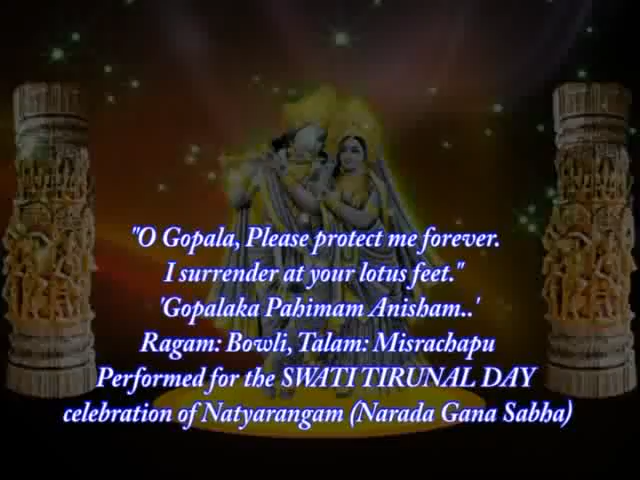 "O Gopala, Please protect me forever.
I surrender at your lotus feet."
'Gopalaka Pahimam Anisham..'
Ragam: Bowli, Talam: Misrachapu
Performed for the SWATI TIRUNAL DAY
celebration of Natyarangam (Narada Gana Sabha)